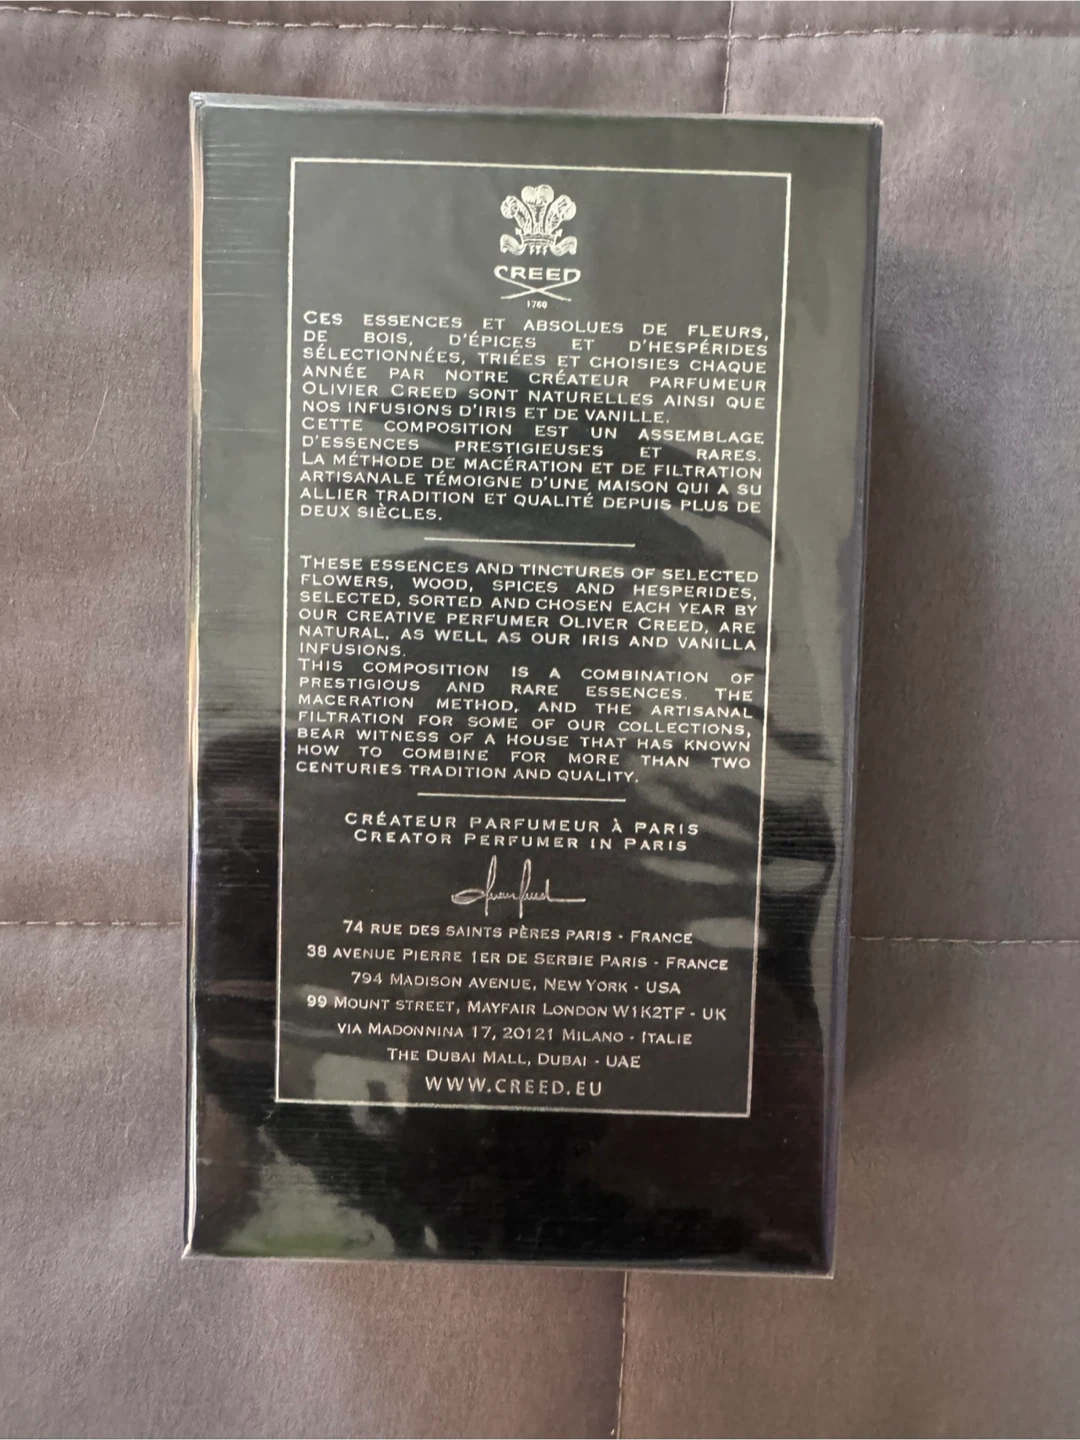 CREED
1760
CES ESSENCES ET ABSOLUES DE FLEURS,
DE BOIS, D'ÉPICES ET D'HESPÉRIDES
SÉLECTIONNÉES, TRIÉES ET CHOISIES CHAQUE
ANNÉE PAR NOTRE CRÉATEUR PARFUMEUR
OLIVIER CREED SONT NATURELLES AINSI QUE
NOS INFUSIONS D'IRIS ET DE VANILLE.
CETTE COMPOSITION EST UN ASSEMBLAGE
D'ESSENCES PRESTIGIEUSES ET RARES.
LA MÉTHODE DE MACÉRATION ET DE FILTRATION
ARTISANALE TÉMOIGNE D'UNE MAISON QUI A SU
ALLIER TRADITION ET QUALITÉ DEPUIS PLUS DE
DEUX SIÈCLES.
THESE ESSENCES AND TINCTURES OF SELECTED
FLOWERS, WOOD, SPICES AND HESPERIDES,
SELECTED, SORTED AND CHOSEN EACH YEAR BY
OUR CREATIVE PERFUMER OLIVER CREED, ARE
NATURAL, AS WELL AS OUR IRIS AND VANILLA
INFUSIONS.
THIS COMPOSITION IS A COMBINATION OF
PRESTIGIOUS AND RARE ESSENCES. THE
MACERATION METHOD, AND THE ARTISANAL
FILTRATION FOR SOME OF OUR COLLECTIONS,
BEAR WITNESS OF A HOUSE THAT HAS KNOWN
HOW TO COMBINE FOR MORE THAN TWO
CENTURIES TRADITION AND QUALITY.
CRÉATEUR PARFUMEUR À PARIS
CREATOR PERFUMER IN PARIS
74 RUE DES SAINTS PÈRES PARIS - FRANCE
38 AVENUE PIERRE 1ER DE SERBIE PARIS - FRANCE
794 MADISON AVENUE, NEW YORK - USA
99 MOUNT STREET, MAYFAIR LONDON W1K2TF - UK
VIA MADONNINA 17, 20121 MILANO - ITALIE
THE DUBAI MALL, DUBAI - UAE
WWW.CREED.EU